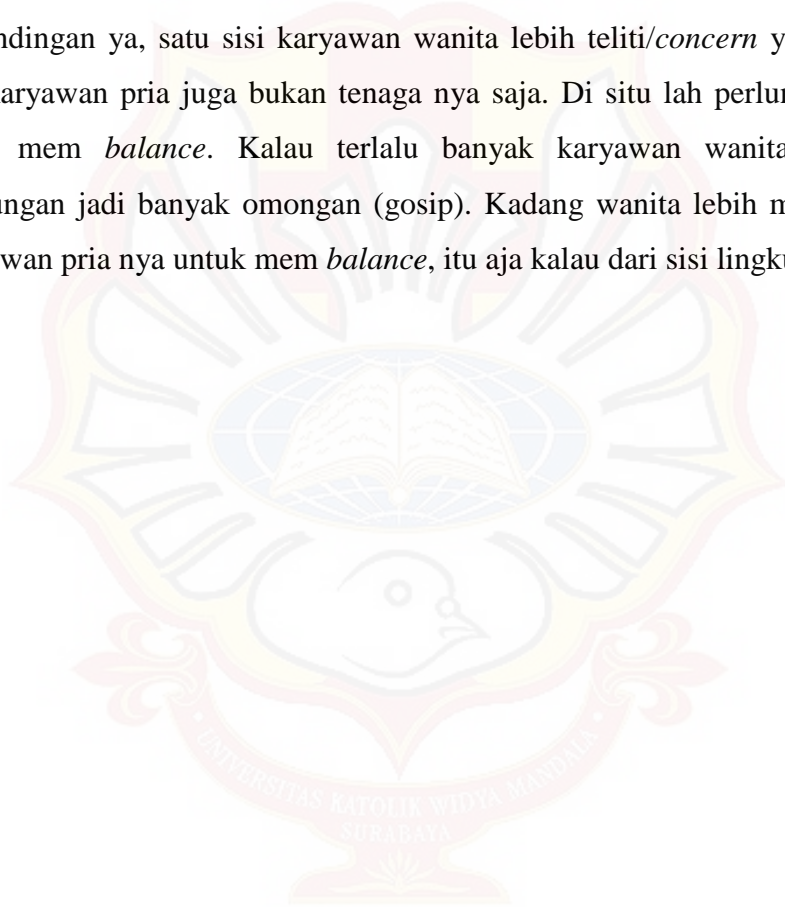 ndingan ya, satu sisi karyawan wanita lebih teliti/concern y
karyawan pria juga bukan tenaga nya saja. Di situ lah perlu
mem balance. Kalau terlalu banyak karyawan wanita
ungan jadi banyak omongan (gosip). Kadang wanita lebih
wan pria nya untuk mem balance, itu aja kalau dari sisi lingku
UNIVERSITAS KATOLIK WIDYA MANDALA
SURABAYA